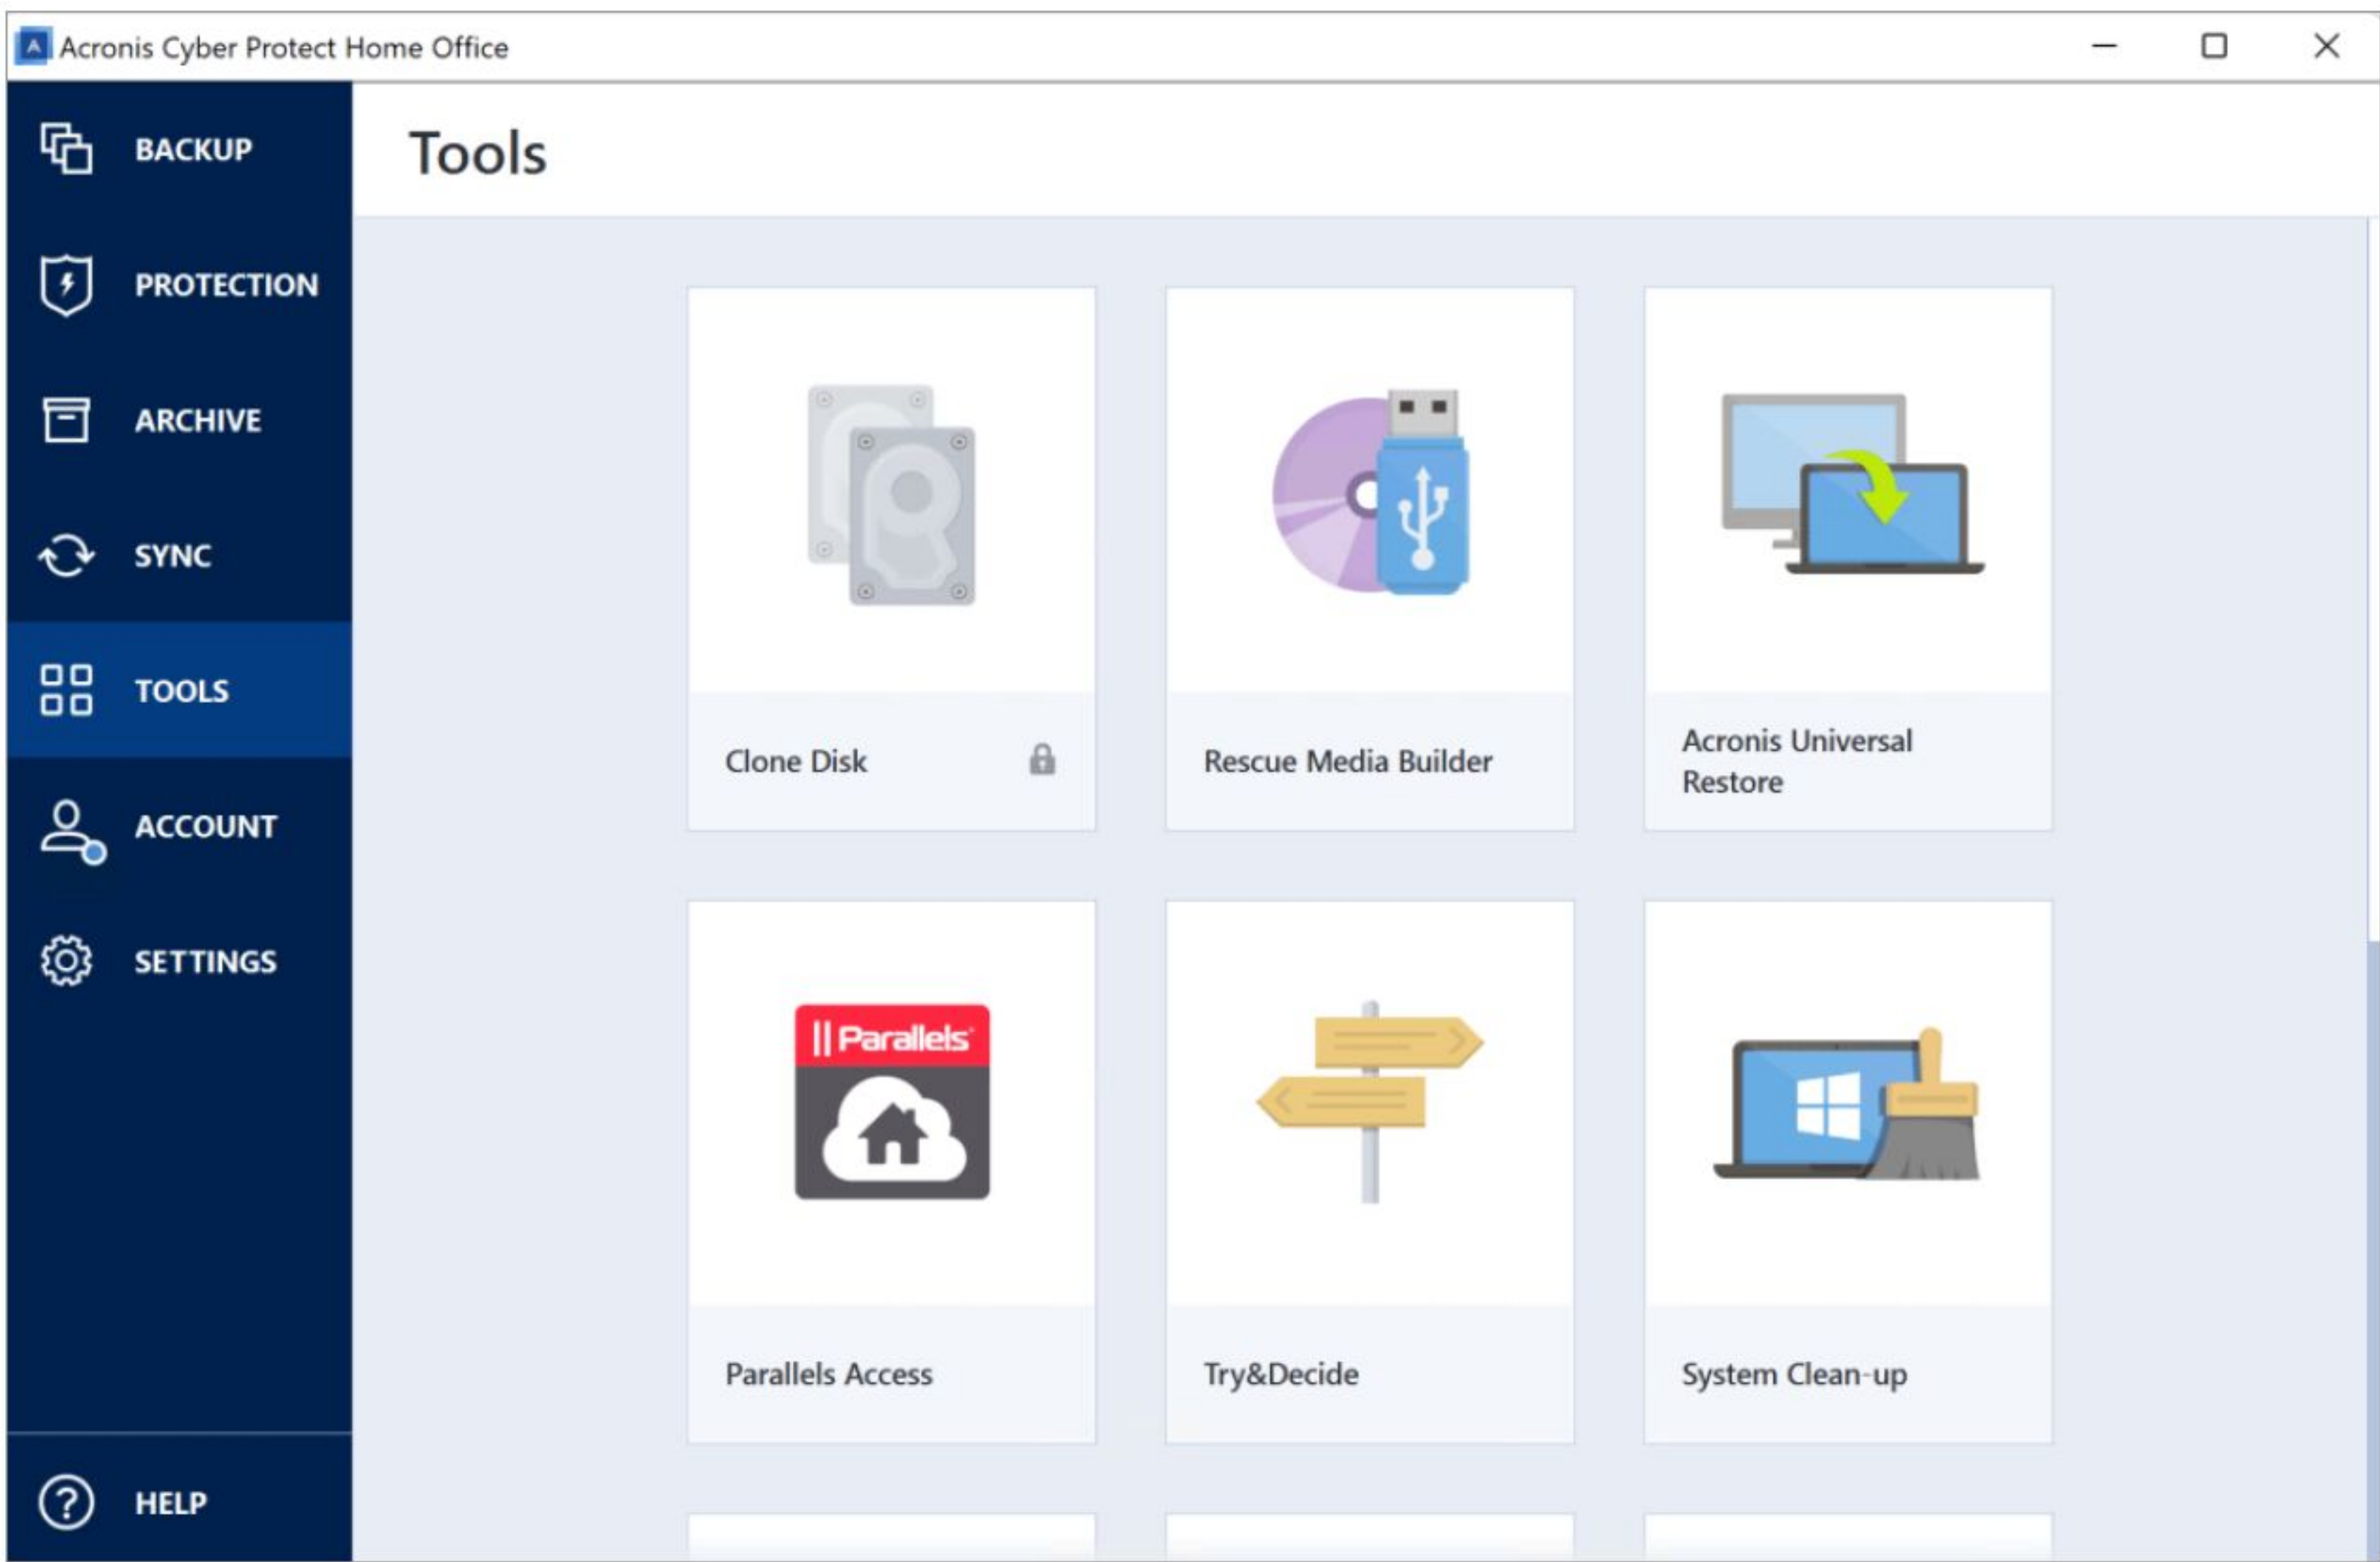 Acronis Cyber Protect Home Office
BACKUP
PROTECTION
ARCHIVE
SYNC
TOOLS
ACCOUNT
SETTINGS
HELP
Tools
Clone Disk
Rescue Media Builder
Acronis Universal
Restore
Parallels
Parallels Access
Try&Decide
System Clean-up